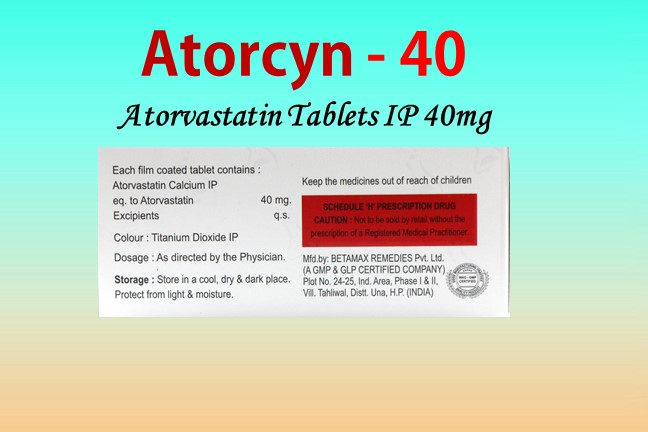 Atorcyn - 40
Atorvastatin Tablets IP 40mg
Each film coated tablet contains :
Atorvastatin Calcium IP
eq. to Atorvastatin 40 mg.
Excipients q.s.
Colour : Titanium Dioxide IP
Dosage : As directed by the Physician.
Storage : Store in a cool, dry & dark place.
Protect from light & moisture.
Keep the medicines out of reach of children
SCHEDULE 'H' PRESCRIPTION DRUG
CAUTION : Not to be sold by retail without the
prescription of a Registered Medical Practitioner.
Mfd.by: BETAMAX REMEDIES Pvt. Ltd.
(A GMP & GLP CERTIFIED COMPANY)
Plot No. 24-25, Ind. Area, Phase I & II,
Vill. Tahliwal, Distt. Una, H.P. (INDIA)